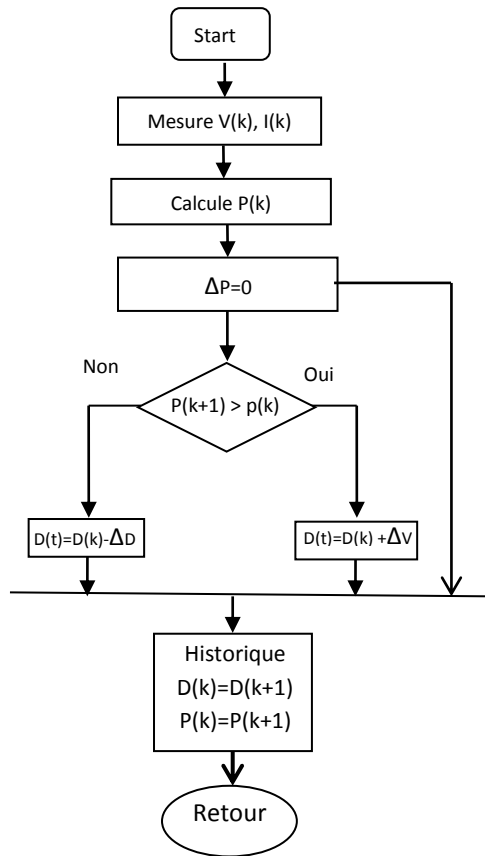 Start
Mesure V(k), I(k)
Calcule P(k)
ΔP=0
Non
Oui
P(k+1) > p(k)
D(t)=D(k)-ΔD
D(t)=D(k) +ΔV
Historique
D(k)=D(k+1)
P(k)=P(k+1)
Retour